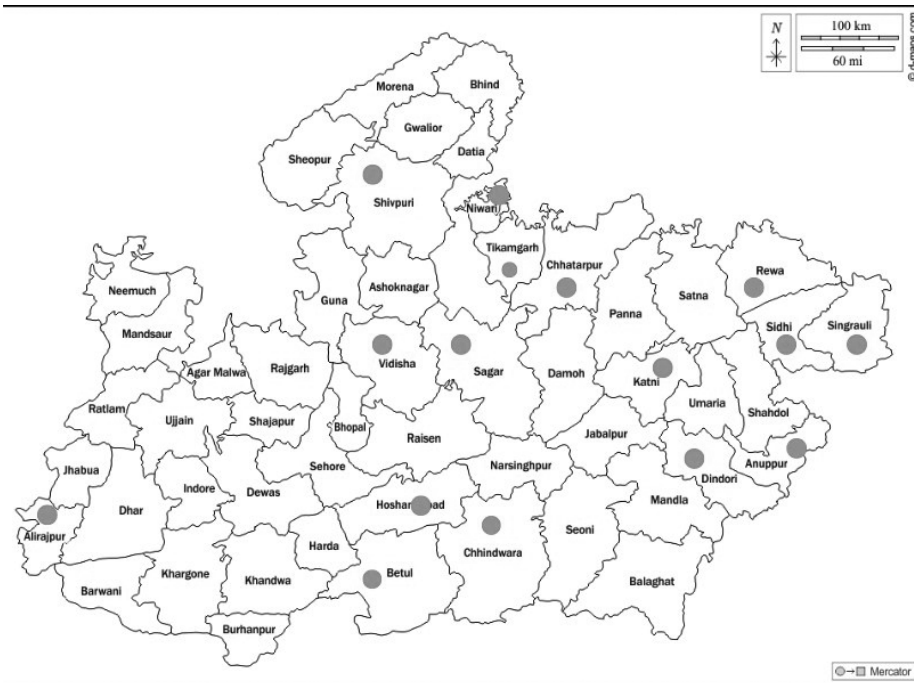 N
100 km
60 mi
© d-maps.com
Morena
Bhind
Gwalior
Datia
Sheopur
Shivpuri
Niwari
Tikamgarh
Chhatarpur
Rewa
Neemuch
Guna
Ashoknagar
Panna
Satna
Mandsaur
Sidhi
Singrauli
Agar Malwa
Rajgarh
Vidisha
Sagar
Damoh
Katni
Umaria
Shahdol
Ratlam
Ujjain
Shajapur
Bhopal
Raisen
Jabalpur
Jhabua
Indore
Dewas
Sehore
Narsinghpur
Anuppur
Dindori
Dhar
Mandla
Alirajpur
Harda
Chhindwara
Seoni
Barwani
Khargone
Khandwa
Betul
Balaghat
Burhanpur
Mercator